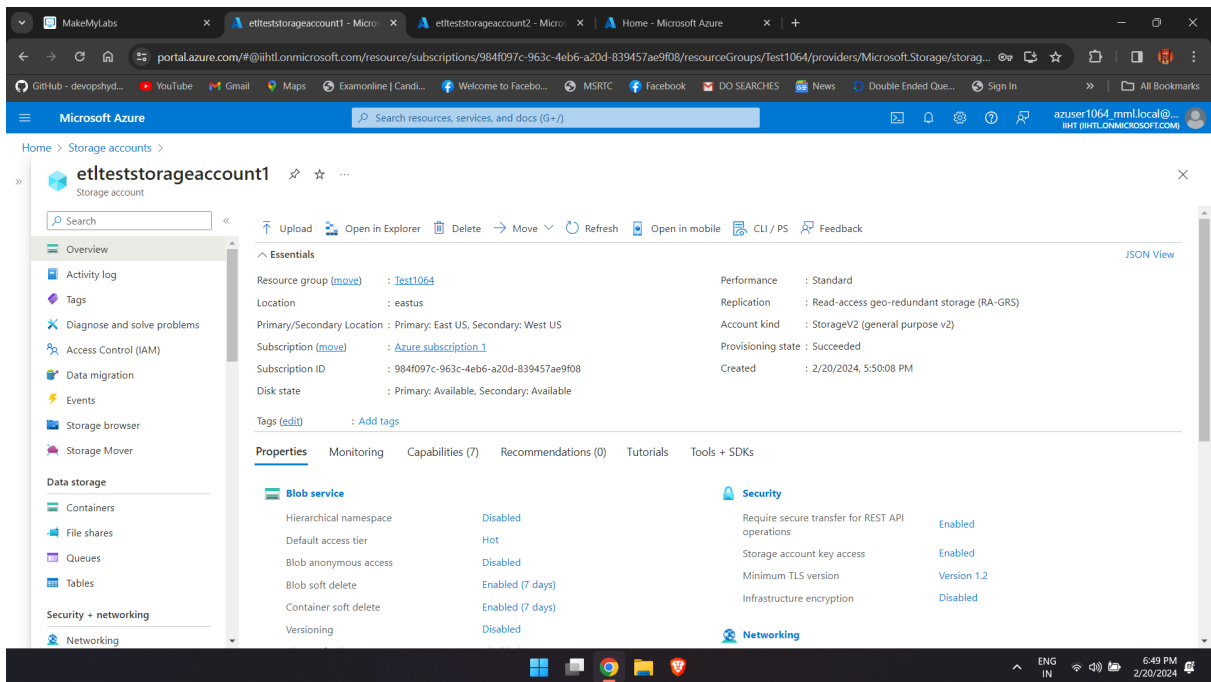 MakeMyLabs
etlteststorageaccount1 - Micros
etlteststorageaccount2 - Micros
Home - Microsoft Azure
portal.azure.com/#@iihtl.onmicrosoft.com/resource/subscriptions/984f097c-963c-4eb6-a20d-839457ae9f08/resourceGroups/Test1064/providers/Microsoft.Storage/storag...
GitHub - devopshyd...
YouTube
Gmail
Maps
Examonline | Candi...
Welcome to Facebo...
MSRTC
Facebook
DO SEARCHES
News
Double Ended Que...
Sign In
»
All Bookmarks
Microsoft Azure
Search resources, services, and docs (G+/)
azuser1064_mml.local@...
IIHT (IIHTL.ONMICROSOFT.COM)
Home > Storage accounts >
etlteststorageaccount1
Storage account
Search
Overview
Activity log
Tags
Diagnose and solve problems
Access Control (IAM)
Data migration
Events
Storage browser
Storage Mover
Data storage
Containers
File shares
Queues
Tables
Security + networking
Networking
Upload Open in Explorer Delete Move Refresh Open in mobile CLI / PS Feedback
Essentials
JSON View
Resource group (move) : Test1064
Location : eastus
Primary/Secondary Location : Primary: East US, Secondary: West US
Subscription (move) : Azure subscription 1
Subscription ID : 984f097c-963c-4eb6-a20d-839457ae9f08
Disk state : Primary: Available, Secondary: Available
Performance : Standard
Replication : Read-access geo-redundant storage (RA-GRS)
Account kind : StorageV2 (general purpose v2)
Provisioning state : Succeeded
Created : 2/20/2024, 5:50:08 PM
Tags (edit) : Add tags
Properties Monitoring Capabilities (7) Recommendations (0) Tutorials Tools + SDKs
Blob service
Hierarchical namespace Disabled
Default access tier Hot
Blob anonymous access Disabled
Blob soft delete Enabled (7 days)
Container soft delete Enabled (7 days)
Versioning Disabled
Security
Require secure transfer for REST API
operations
Enabled
Storage account key access Enabled
Minimum TLS version Version 1.2
Infrastructure encryption Disabled
Networking
ENG
IN
6:49 PM
2/20/2024